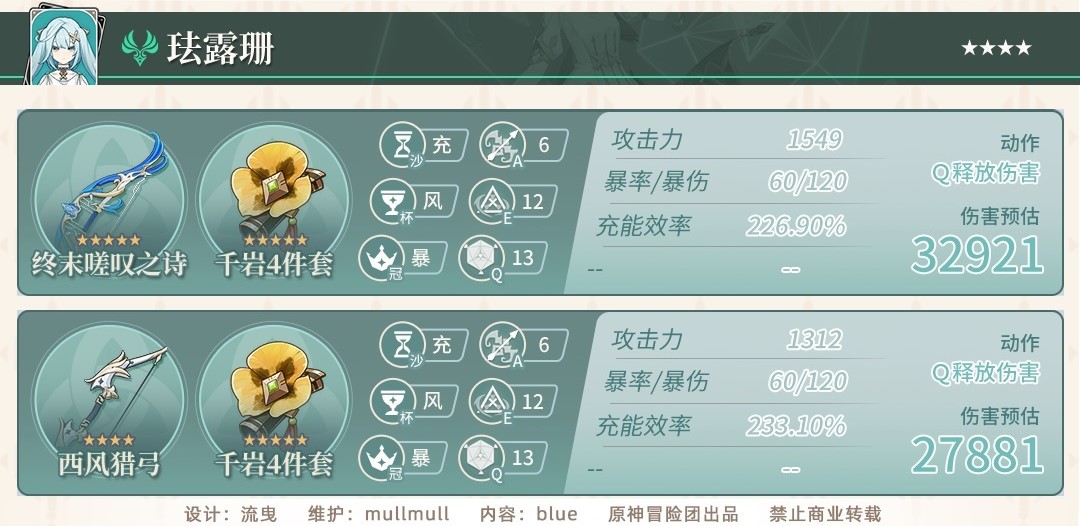 珐露珊
★★★★
终末嗟叹之诗
★★★★★
千岩4件套
★★★★★
沙 充
A 6
杯 风
E 12
冠 暴
Q 13
攻击力 1549
暴率/暴伤 60/120
充能效率 226.90%
-- --
动作
Q释放伤害
伤害预估
32921
西风猎弓
★★★★
千岩4件套
★★★★★
沙 充
A 6
杯 风
E 12
冠 暴
Q 13
攻击力 1312
暴率/暴伤 60/120
充能效率 233.10%
-- --
动作
Q释放伤害
伤害预估
27881
设计：流曳 维护：mullmull 内容：blue 原神冒险团出品 禁止商业转载